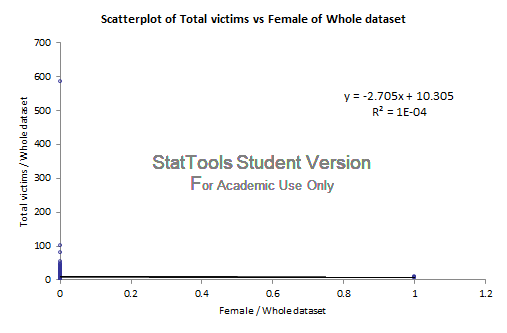 Scatterplot of Total victims vs Female of Whole dataset
700
600
500
400
300
200
100
0
Total victims / Whole dataset
y = -2.705x + 10.305
R² = 1E-04
StatTools Student Version
For Academic Use Only
0 0.2 0.4 0.6 0.8 1 1.2
Female / Whole dataset